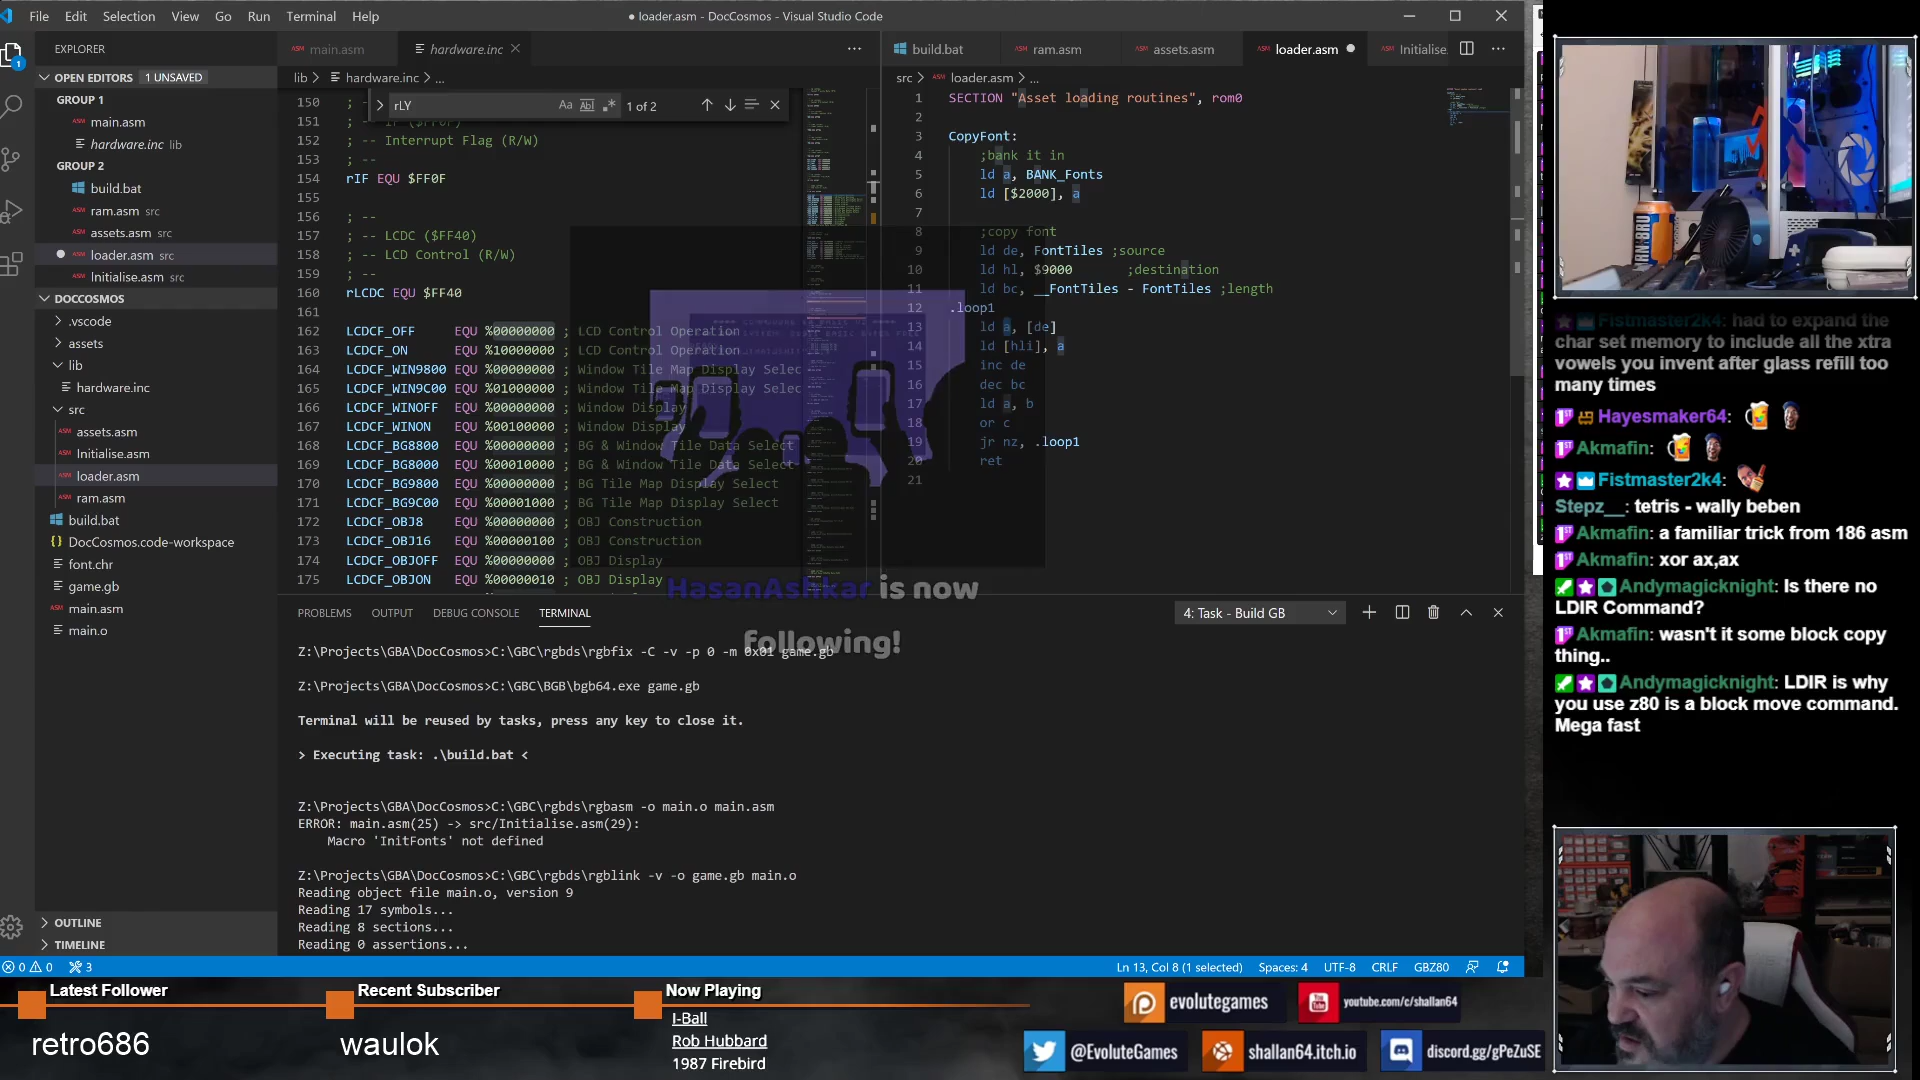 File Edit Selection View Go Run Terminal Help
● loader.asm - DocCosmos - Visual Studio Code
EXPLORER
OPEN EDITORS 1 UNSAVED
GROUP 1
main.asm
hardware.inc lib
GROUP 2
build.bat
ram.asm src
assets.asm src
loader.asm src
Initialise.asm src
DOCCOSMOS
.vscode
assets
lib
hardware.inc
src
assets.asm
Initialise.asm
loader.asm
ram.asm
build.bat
DocCosmos.code-workspace
font.chr
game.gb
main.asm
main.o
OUTLINE
TIMELINE
main.asm hardware.inc
lib > hardware.inc > ...
rLY Aa Abl .* 1 of 2
150 ; -
151 ; -- IF ($FF0F)
152 ; -- Interrupt Flag (R/W)
153 ; --
154 rIF EQU $FF0F
155
156 ; --
157 ; -- LCDC ($FF40)
158 ; -- LCD Control (R/W)
159 ; --
160 rLCDC EQU $FF40
161
162 LCDCF_OFF EQU %00000000 ; LCD Control Operation
163 LCDCF_ON EQU %10000000 ; LCD Control Operation
164 LCDCF_WIN9800 EQU %00000000 ; Window Tile Map Display Selec
165 LCDCF_WIN9C00 EQU %01000000 ; Window Tile Map Display Selec
166 LCDCF_WINOFF EQU %00000000 ; Window Display
167 LCDCF_WINON EQU %00100000 ; Window Display
168 LCDCF_BG8800 EQU %00000000 ; BG & Window Tile Data Select
169 LCDCF_BG8000 EQU %00010000 ; BG & Window Tile Data Select
170 LCDCF_BG9800 EQU %00000000 ; BG Tile Map Display Select
171 LCDCF_BG9C00 EQU %00001000 ; BG Tile Map Display Select
172 LCDCF_OBJ8 EQU %00000000 ; OBJ Construction
173 LCDCF_OBJ16 EQU %00000100 ; OBJ Construction
174 LCDCF_OBJOFF EQU %00000000 ; OBJ Display
175 LCDCF_OBJON EQU %00000010 ; OBJ Display
HasanAshkar is now
following!
build.bat ram.asm assets.asm loader.asm Initialise.
src > loader.asm > ...
1 SECTION "Asset loading routines", rom0
2
3 CopyFont:
4 ;bank it in
5 ld a, BANK_Fonts
6 ld [$2000], a
7
8 ;copy font
9 ld de, FontTiles ;source
10 ld hl, $9000 ;destination
11 ld bc, __FontTiles - FontTiles ;length
12 .loop1
13 ld a, [de]
14 ld [hli], a
15 inc de
16 dec bc
17 ld a, b
18 or c
19 jr nz, .loop1
20 ret
21
PROBLEMS OUTPUT DEBUG CONSOLE TERMINAL
4: Task - Build GB
Z:\Projects\GBA\DocCosmos>C:\GBC\rgbds\rgbfix -C -v -p 0 -m 0x01 game.gb
Z:\Projects\GBA\DocCosmos>C:\GBC\BGB\bgb64.exe game.gb
Terminal will be reused by tasks, press any key to close it.
> Executing task: .\build.bat <
Z:\Projects\GBA\DocCosmos>C:\GBC\rgbds\rgbasm -o main.o main.asm
ERROR: main.asm(25) -> src/Initialise.asm(29):
Macro 'InitFonts' not defined
Z:\Projects\GBA\DocCosmos>C:\GBC\rgbds\rgblink -v -o game.gb main.o
Reading object file main.o, version 9
Reading 17 symbols...
Reading 8 sections...
Reading 0 assertions...
0 0 3
Ln 13, Col 8 (1 selected) Spaces: 4 UTF-8 CRLF GBZ80
Fistmaster2k4: had to expand the
char set memory to include all the xtra
vowels you invent after glass refill too
many times
Hayesmaker64:
Akmafin:
Fistmaster2k4:
Stepz__: tetris - wally beben
Akmafin: a familiar trick from 186 asm
Akmafin: xor ax,ax
Andymagicknight: Is there no
LDIR Command?
Akmafin: wasn't it some block copy
thing..
Andymagicknight: LDIR is why
you use z80 is a block move command.
Mega fast
Latest Follower
retro686
Recent Subscriber
waulok
Now Playing
I-Ball
Rob Hubbard
1987 Firebird
evolutegames
youtube.com/c/shallan64
@EvoluteGames
shallan64.itch.io
discord.gg/gPeZuSE